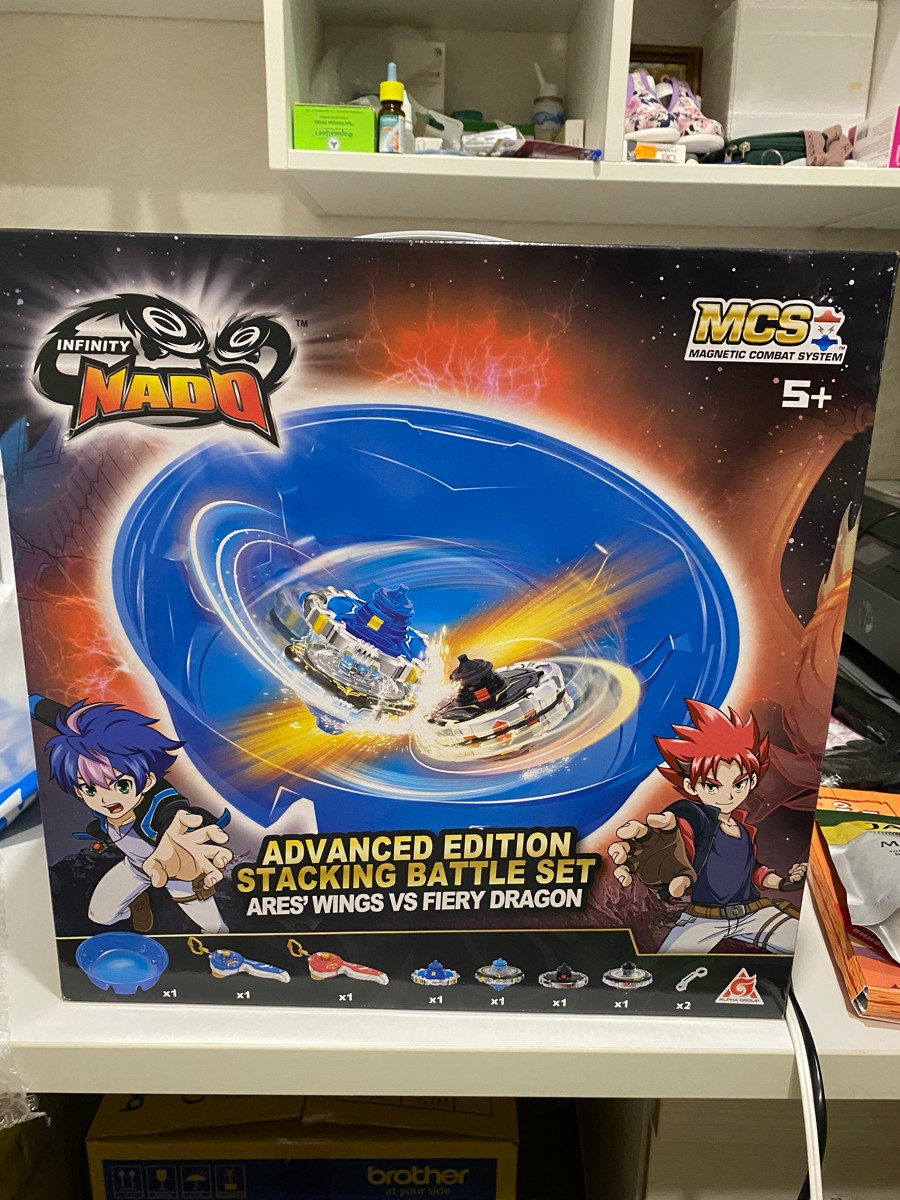 INFINITY
NADO
TM
MCS
TM
MAGNETIC COMBAT SYSTEM
5+
ADVANCED EDITION
STACKING BATTLE SET
ARES' WINGS VS FIERY DRAGON
x1
x1
x1
x1
x1
x1
x1
x2
ALPHA GROUP
brother
at your side